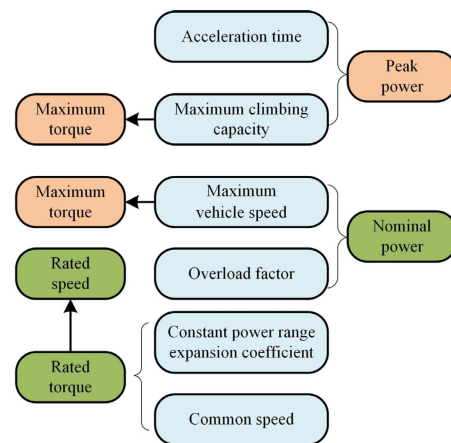 Acceleration time
Peak
power
Maximum
torque
Maximum climbing
capacity
Maximum
torque
Maximum
vehicle speed
Nominal
power
Rated
speed
Overload factor
Constant power range
expansion coefficient
Rated
torque
Common speed